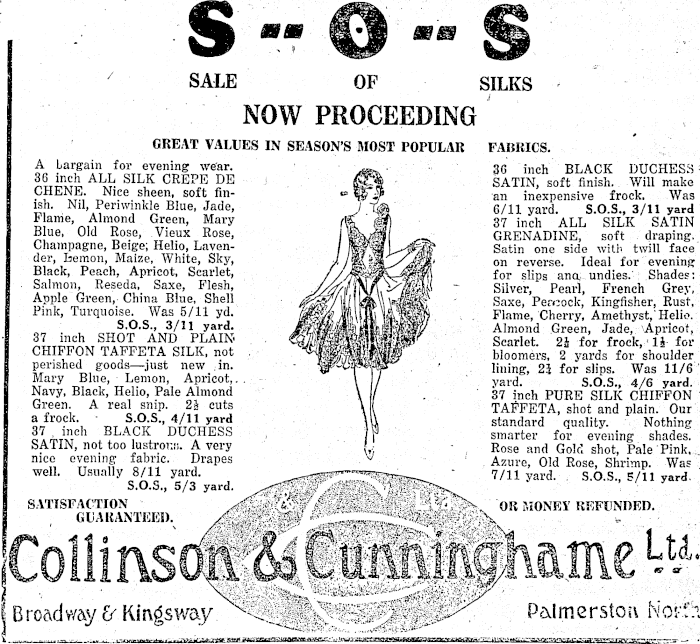 S -- O -- S
SALE OF SILKS
NOW PROCEEDING
GREAT VALUES IN SEASON'S MOST POPULAR FABRICS.
A bargain for evening wear.
36 inch ALL SILK CREPE DE
CHENE. Nice sheen, soft fin-
ish. Nil, Periwinkle Blue, Jade,
Flame, Almond Green, Mary
Blue, Old Rose, Vieux Rose,
Champagne, Beige, Helio, Laven-
der, Lemon, Maize, White, Sky,
Black, Peach, Apricot, Scarlet,
Salmon, Reseda, Saxe, Flesh,
Apple Green, China Blue, Shell
Pink, Turquoise. Was 5/11 yd.
S.O.S., 3/11 yard.
37 inch SHOT AND PLAIN
CHIFFON TAFFETA SILK, not
perished goods—just new in.
Mary Blue, Lemon, Apricot,
Navy, Black, Helio, Pale Almond
Green. A real snip. 2½ cuts
a frock. S.O.S., 4/11 yard
37 inch BLACK DUCHESS
SATIN, not too lustrous. A very
nice evening fabric. Drapes
well. Usually 8/11 yard.
S.O.S., 5/3 yard.
SATISFACTION
GUARANTEED.
36 inch BLACK DUCHESS
SATIN, soft finish. Will make
an inexpensive frock. Was
6/11 yard. S.O.S., 3/11 yard
37 inch ALL SILK SATIN
GRENADINE, soft draping.
Satin one side with twill face
on reverse. Ideal for evening
for slips and undies. Shades:
Silver, Pearl, French Grey,
Saxe, Peacock, Kingfisher, Rust,
Flame, Cherry, Amethyst, Helio,
Almond Green, Jade, Apricot,
Scarlet. 2½ for frock, 1½ for
bloomers, 2 yards for shoulder
lining, for slips. Was 11/6
yard. S.O.S., 4/6 yard.
37 inch PURE SILK CHIFFON
TAFFETA, shot and plain. Our
standard quality. Nothing
smarter for evening shades.
Rose and Gold shot, Pale Pink,
Azure, Old Rose, Shrimp. Was
7/11 yard. S.O.S., 5/11 yard.
OR MONEY REFUNDED.
& Ltd
Collinson & Cunninghame Ltd.
Broadway & Kingsway
Palmerston Nor